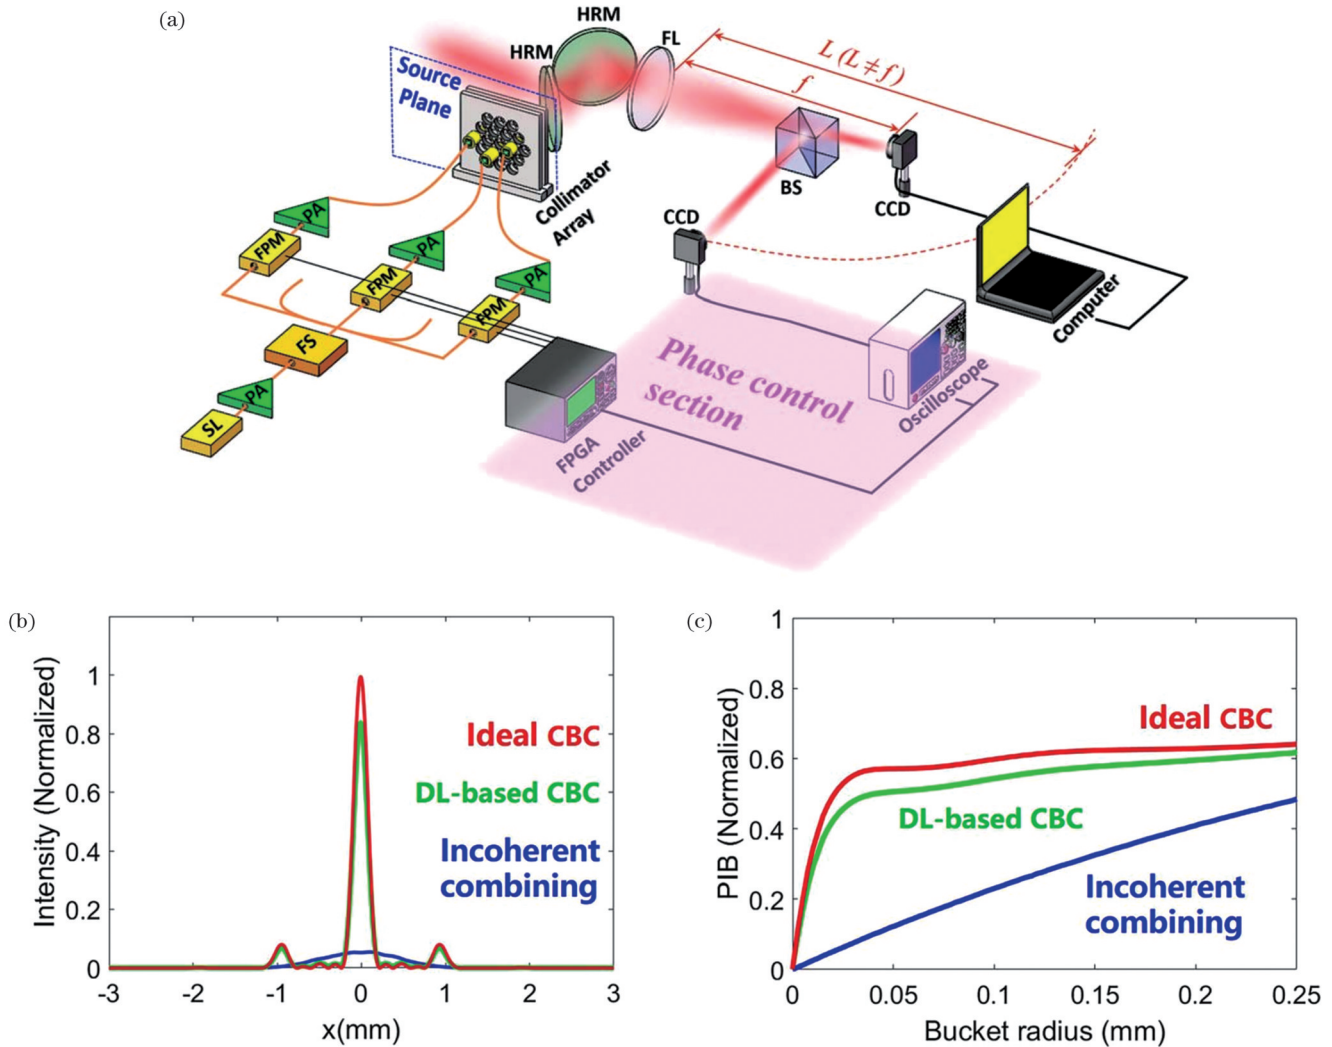 (a)
HRM
HRM
FL
L (L≠f)
f
Source
Plane
BS
CCD
CCD
Collimator
Array
PA
FPM
PA
FPM
PA
FPM
FS
PA
SL
Computer
Phase control
section
Oscilloscope
FPGA
Controller
(b)
Intensity (Normalized)
1
0.8
0.6
0.4
0.2
0
-3
-2
-1
0
1
2
3
x(mm)
Ideal CBC
DL-based CBC
Incoherent
combining
(c)
PIB (Normalized)
1
0.8
0.6
0.4
0.2
0
0
0.05
0.1
0.15
0.2
0.25
Bucket radius (mm)
Ideal CBC
DL-based CBC
Incoherent
combining